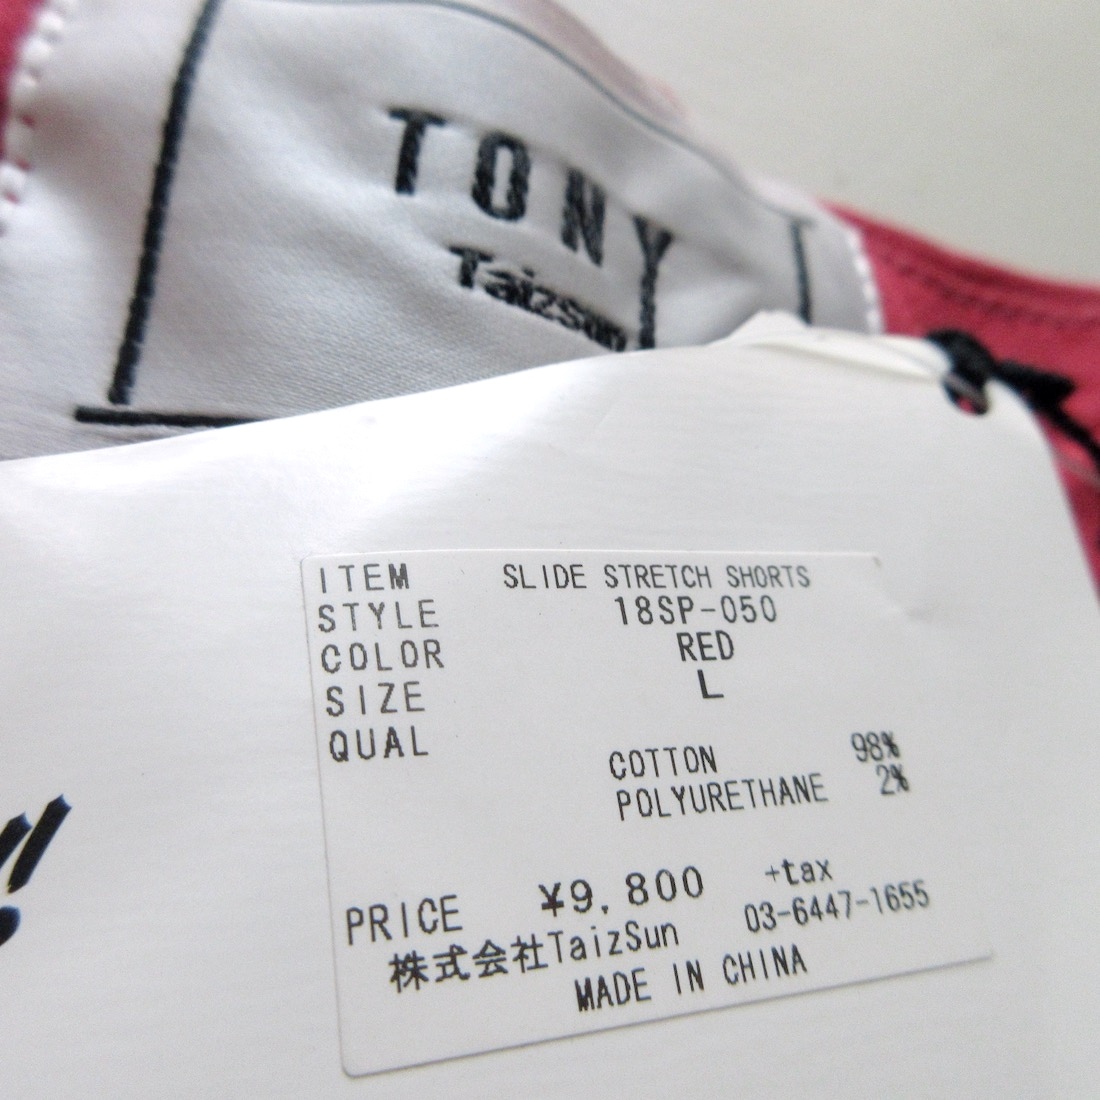 TONY
TaizSun
ITEM SLIDE STRETCH SHORTS
STYLE 18SP-050
COLOR RED
SIZE L
QUAL
COTTON 98%
POLYURETHANE 2%
PRICE ¥9,800 +tax
株式会社TaizSun 03-6447-1655
MADE IN CHINA